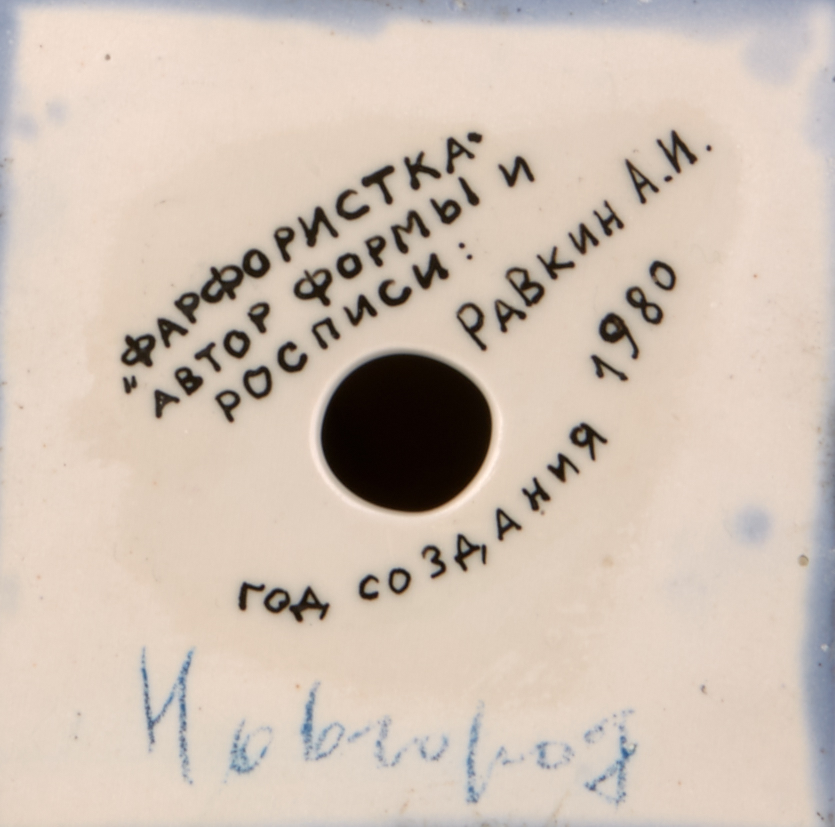 "ФАРФОРИСТКА"
АВТОР ФОРМЫ И
РОСПИСИ:
РАВКИН А.И.
ГОД СОЗДАНИЯ 1980
Новгород